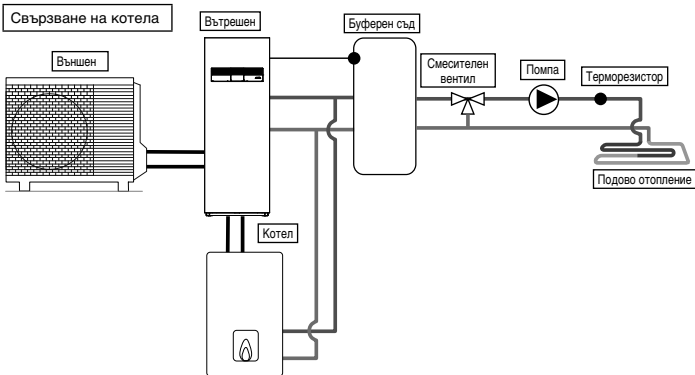 Свързване на котела
Външен
Вътрешен
Буферен съд
Смесителен
вентил
Помпа
Терморезистор
Подово отопление
Котел